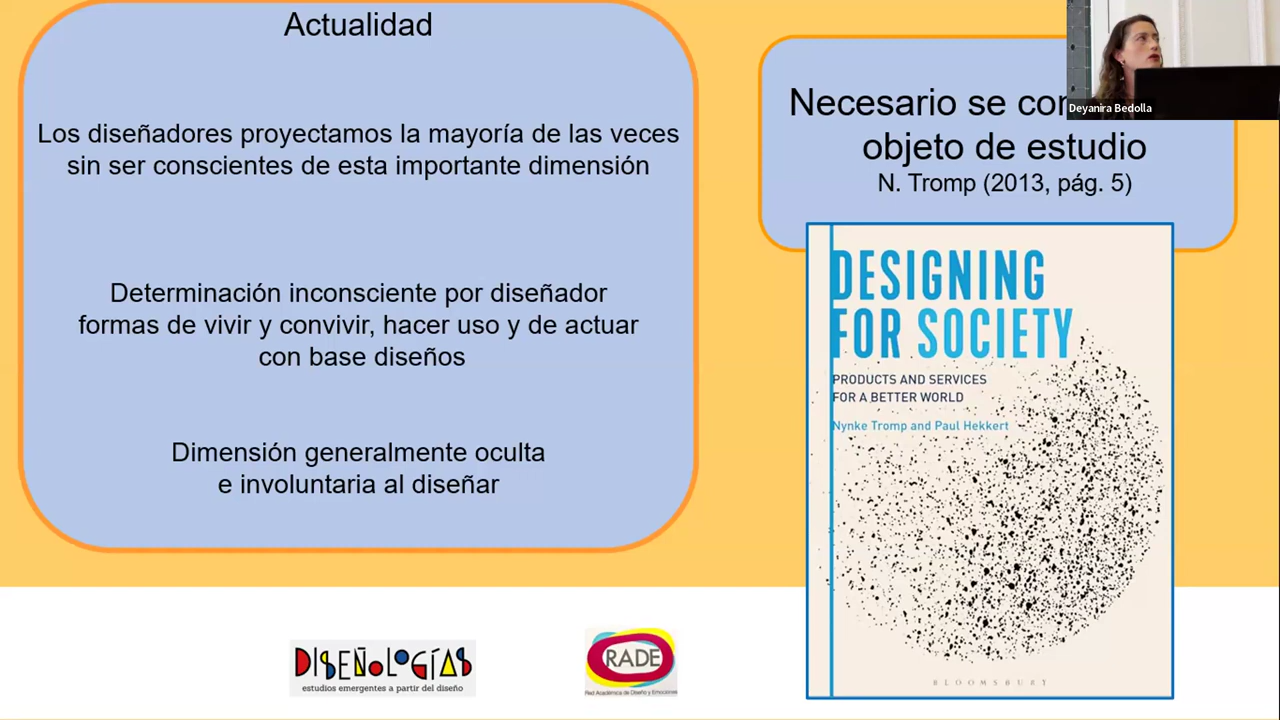 Actualidad
Los diseñadores proyectamos la mayoría de las veces
sin ser conscientes de esta importante dimensión
Determinación inconsciente por diseñador
formas de vivir y convivir, hacer uso y de actuar
con base diseños
Dimensión generalmente oculta
e involuntaria al diseñar
Necesario se
objeto de estudio
N. Tromp (2013, pág. 5)
Deyanira Bedolla
DESIGNING
FOR SOCIETY
PRODUCTS AND SERVICES
FOR A BETTER WORLD
Nynke Tromp and Paul Hekkert
BLOOMSBURY
DISEÑOLOGÍAS
estudios emergentes a partir del diseño
RADE
Red Académica de Diseño y Emociones